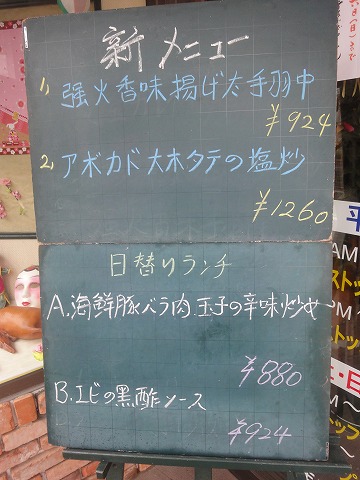 新メニュー
1, 強火香味揚げ太手羽中
¥924
2, アボカド大ホタテの塩炒
¥1260
日替りランチ
A.海鮮豚バラ肉.玉子の辛味炒め
¥880
B.エビの黒酢ソース
¥924